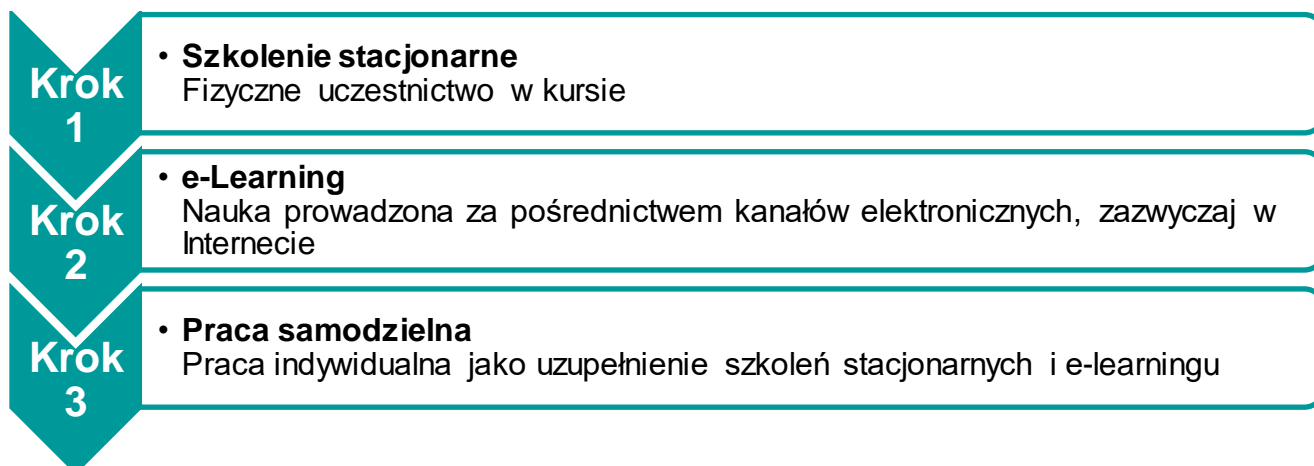 Krok
1
• Szkolenie stacjonarne
Fizyczne uczestnictwo w kursie
Krok
2
• e-Learning
Nauka prowadzona za pośrednictwem kanałów elektronicznych, zazwyczaj w
Internecie
Krok
3
• Praca samodzielna
Praca indywidualna jako uzupełnienie szkoleń stacjonarnych i e-learningu